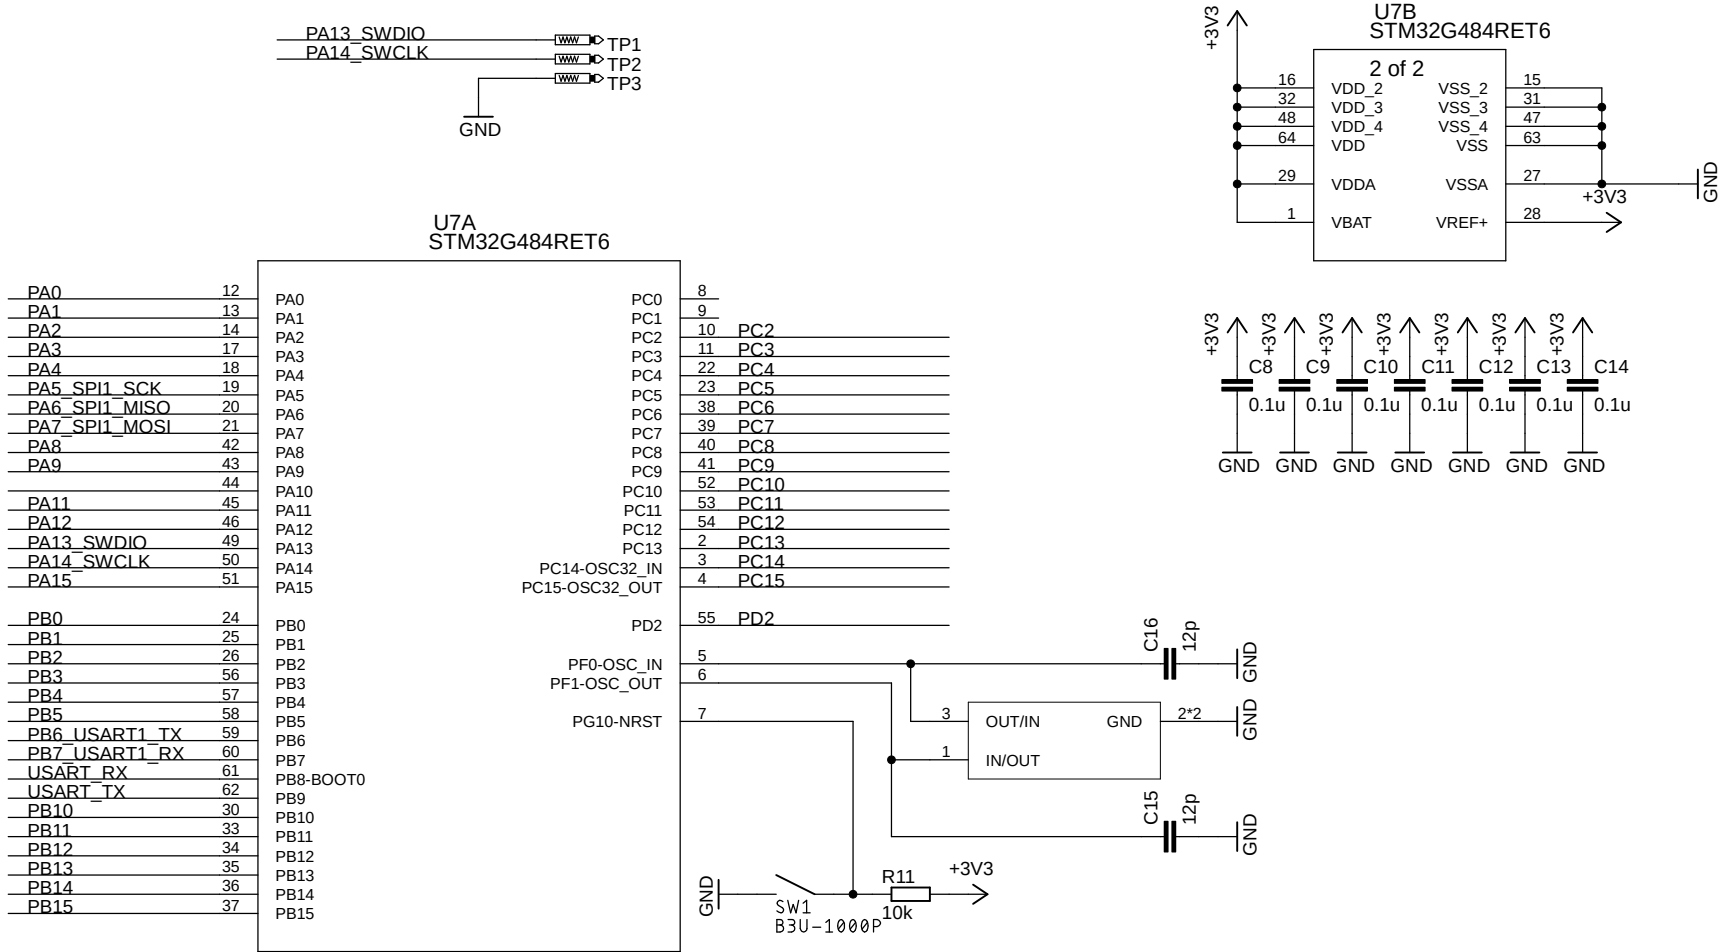 PA13_SWDIO
TP1
PA14_SWCLK
TP2
TP3
GND
U7B
STM32G484RET6
+3V3
2 of 2
16 VDD_2 VSS_2 15
32 VDD_3 VSS_3 31
48 VDD_4 VSS_4 47
64 VDD VSS 63
29 VDDA VSSA 27
GND
+3V3
1 VBAT VREF+ 28
U7A
STM32G484RET6
PA0 12 PA0 PC0 8
PA1 13 PA1 PC1 9
PA2 14 PA2 PC2 10 PC2
PA3 17 PA3 PC3 11 PC3
PA4 18 PA4 PC4 22 PC4
PA5_SPI1_SCK 19 PA5 PC5 23 PC5
PA6_SPI1_MISO 20 PA6 PC6 38 PC6
PA7_SPI1_MOSI 21 PA7 PC7 39 PC7
PA8 42 PA8 PC8 40 PC8
PA9 43 PA9 PC9 41 PC9
44 PA10 PC10 52 PC10
PA11 45 PA11 PC11 53 PC11
PA12 46 PA12 PC12 54 PC12
PA13_SWDIO 49 PA13 PC13 2 PC13
PA14_SWCLK 50 PA14 PC14-OSC32_IN 3 PC14
PA15 51 PA15 PC15-OSC32_OUT 4 PC15
PB0 24 PB0 PD2 55 PD2
PB1 25 PB1
PB2 26 PB2 PF0-OSC_IN 5
PB3 56 PB3 PF1-OSC_OUT 6
PB4 57 PB4
PB5 58 PB5 PG10-NRST 7
PB6_USART1_TX 59 PB6
PB7_USART1_RX 60 PB7
USART_RX 61 PB8-BOOT0
USART_TX 62 PB9
PB10 30 PB10
PB11 33 PB11
PB12 34 PB12
PB13 35 PB13
PB14 36 PB14
PB15 37 PB15
+3V3 +3V3 +3V3 +3V3 +3V3 +3V3 +3V3
C8 C9 C10 C11 C12 C13 C14
0.1u 0.1u 0.1u 0.1u 0.1u 0.1u 0.1u
GND GND GND GND GND GND GND
C16 12p GND
3 OUT/IN GND 2*2 GND
1 IN/OUT
C15 12p GND
GND
SW1
B3U-1000P
R11
10k
+3V3